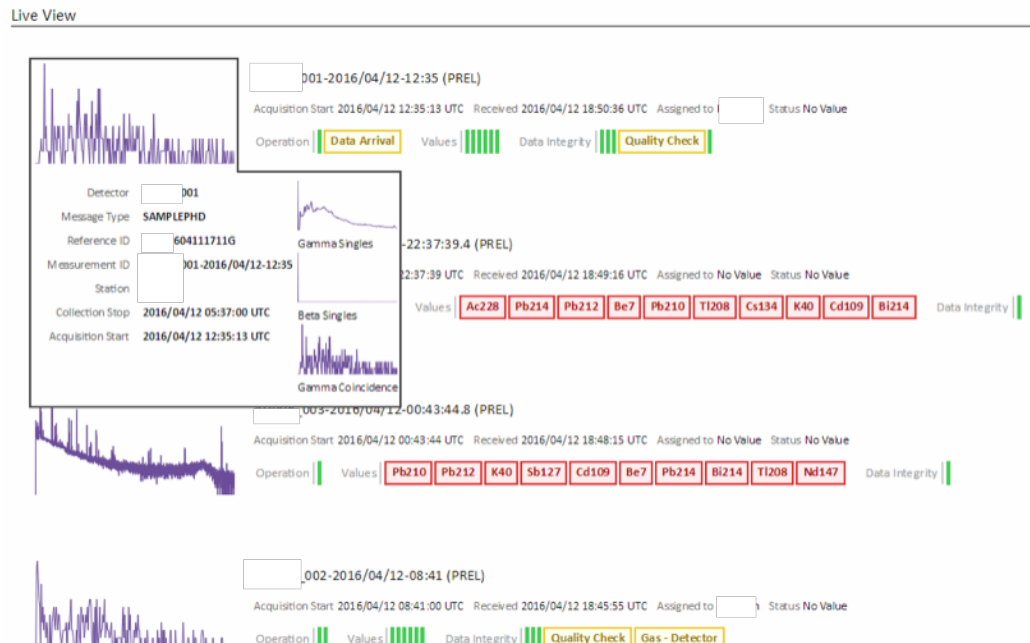 Live View
001-2016/04/12-12:35 (PREL)
Acquisition Start 2016/04/12 12:35:13 UTC Received 2016/04/12 18:50:36 UTC Assigned to Status No Value
Operation Data Arrival Values Data Integrity Quality Check
Detector 001
Message Type SAMPLEPHD
Reference ID 604111711G
Measurement ID 001-2016/04/12-12:35
Station
Collection Stop 2016/04/12 05:37:00 UTC
Acquisition Start 2016/04/12 12:35:13 UTC
Gamma Singles
Beta Singles
Gamma Coincidence
-22:37:39.4 (PREL)
22:37:39 UTC Received 2016/04/12 18:49:16 UTC Assigned to No Value Status No Value
Values Ac228 Pb214 Pb212 Be7 Pb210 Tl208 Cs134 K40 Cd109 Bi214 Data Integrity
_003-2016/04/12-00:43:44.8 (PREL)
Acquisition Start 2016/04/12 00:43:44 UTC Received 2016/04/12 18:48:15 UTC Assigned to No Value Status No Value
Operation Values Pb210 Pb212 K40 Sb127 Cd109 Be7 Pb214 Bi214 Tl208 Nd147 Data Integrity
_002-2016/04/12-08:41 (PREL)
Acquisition Start 2016/04/12 08:41:00 UTC Received 2016/04/12 18:45:55 UTC Assigned to Status No Value
Operation Values Data Integrity Quality Check Gas - Detector